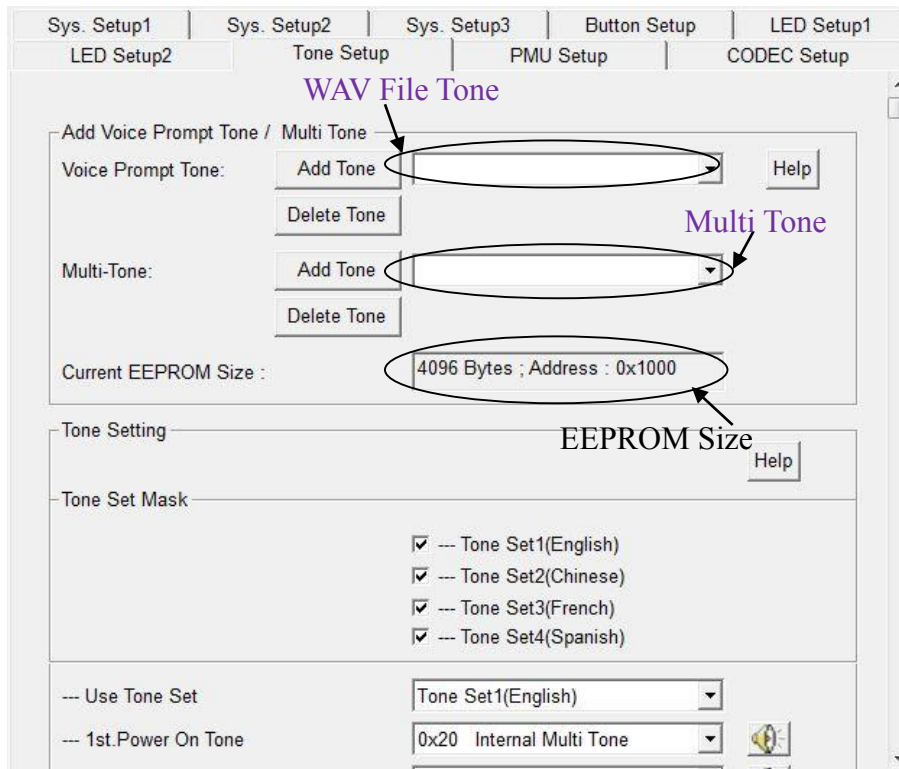 Sys. Setup1 Sys. Setup2 Sys. Setup3 Button Setup LED Setup1
LED Setup2 Tone Setup PMU Setup CODEC Setup
WAV File Tone
Add Voice Prompt Tone / Multi Tone
Voice Prompt Tone: Add Tone Help
Delete Tone
Multi Tone
Multi-Tone: Add Tone
Delete Tone
Current EEPROM Size : 4096 Bytes ; Address : 0x1000
EEPROM Size
Tone Setting
Help
Tone Set Mask
--- Tone Set1(English)
--- Tone Set2(Chinese)
--- Tone Set3(French)
--- Tone Set4(Spanish)
--- Use Tone Set Tone Set1(English)
--- 1st.Power On Tone 0x20 Internal Multi Tone